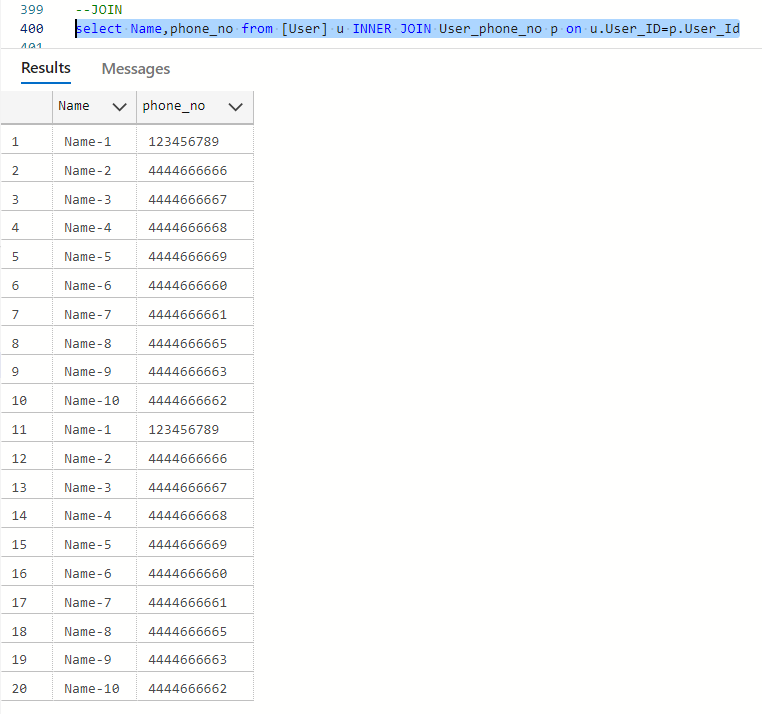 399 --JOIN
400 select Name,phone_no from [User] u INNER JOIN User_phone_no p on u.User_ID=p.User_Id
401
Results Messages
Name phone_no
1 Name-1 123456789
2 Name-2 4444666666
3 Name-3 4444666667
4 Name-4 4444666668
5 Name-5 4444666669
6 Name-6 4444666660
7 Name-7 4444666661
8 Name-8 4444666665
9 Name-9 4444666663
10 Name-10 4444666662
11 Name-1 123456789
12 Name-2 4444666666
13 Name-3 4444666667
14 Name-4 4444666668
15 Name-5 4444666669
16 Name-6 4444666660
17 Name-7 4444666661
18 Name-8 4444666665
19 Name-9 4444666663
20 Name-10 4444666662